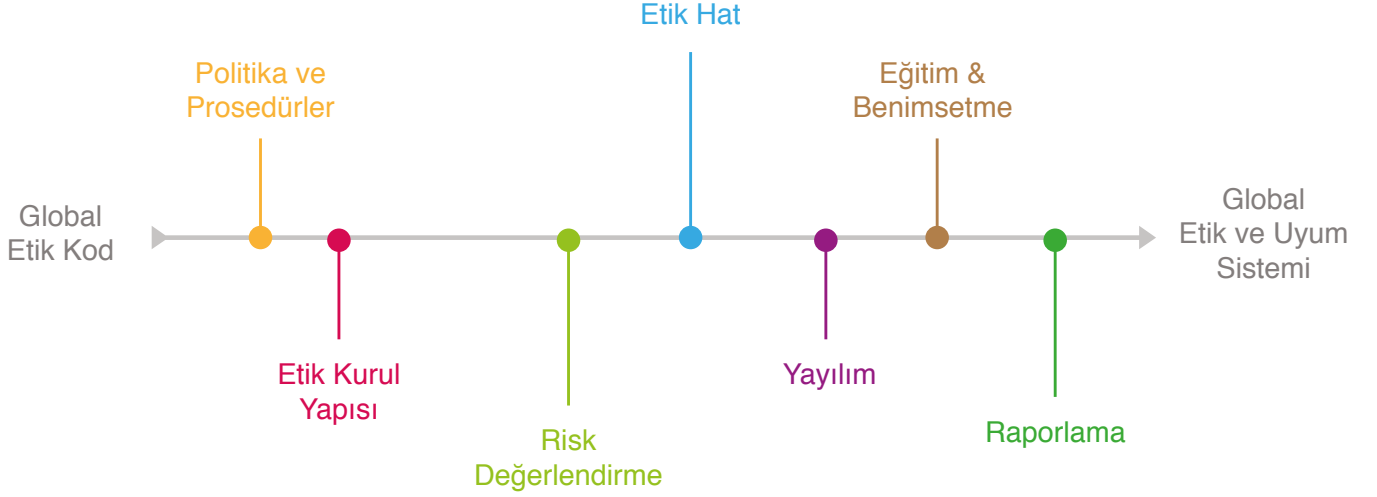 Etik Hat
Politika ve
Prosedürler
Eğitim &
Benimsetme
Global
Etik Kod
Global
Etik ve Uyum
Sistemi
Etik Kurul
Yapısı
Yayılım
Risk
Değerlendirme
Raporlama